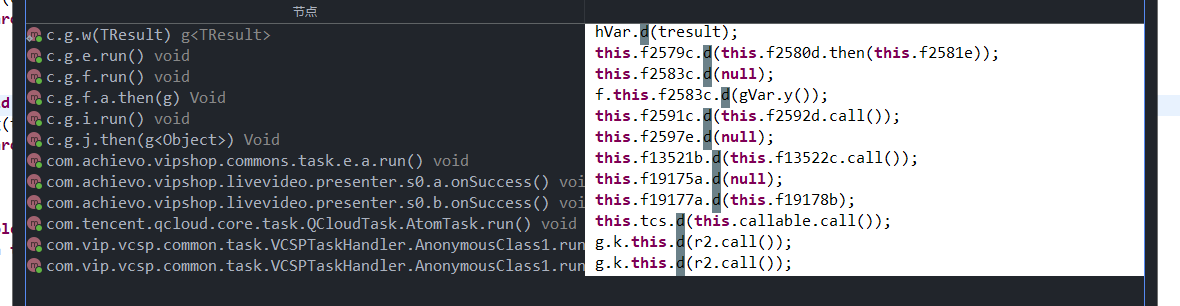 节点
c.g.w(TResult) g<TResult>
hVar.d(tresult);
c.g.e.run() void
this.f2579c.d(this.f2580d.then(this.f2581e));
c.g.f.run() void
this.f2583c.d(null);
c.g.f.a.then(g) Void
f.this.f2583c.d(gVar.y());
c.g.i.run() void
this.f2591c.d(this.f2592d.call());
c.g.j.then(g<Object>) Void
this.f2597e.d(null);
com.achievo.vipshop.commons.task.e.a.run() void
this.f13521b.d(this.f13522c.call());
com.achievo.vipshop.livevideo.presenter.s0.a.onSuccess() voi
this.f19175a.d(null);
com.achievo.vipshop.livevideo.presenter.s0.b.onSuccess() voi
this.f19177a.d(this.f19178b);
com.tencent.qcloud.core.task.QCloudTask.AtomTask.run() void
this.tcs.d(this.callable.call());
com.vip.vcsp.common.task.VCSPTaskHandler.AnonymousClass1.run
g.k.this.d(r2.call());
com.vip.vcsp.common.task.VCSPTaskHandler.AnonymousClass1.run
g.k.this.d(r2.call());